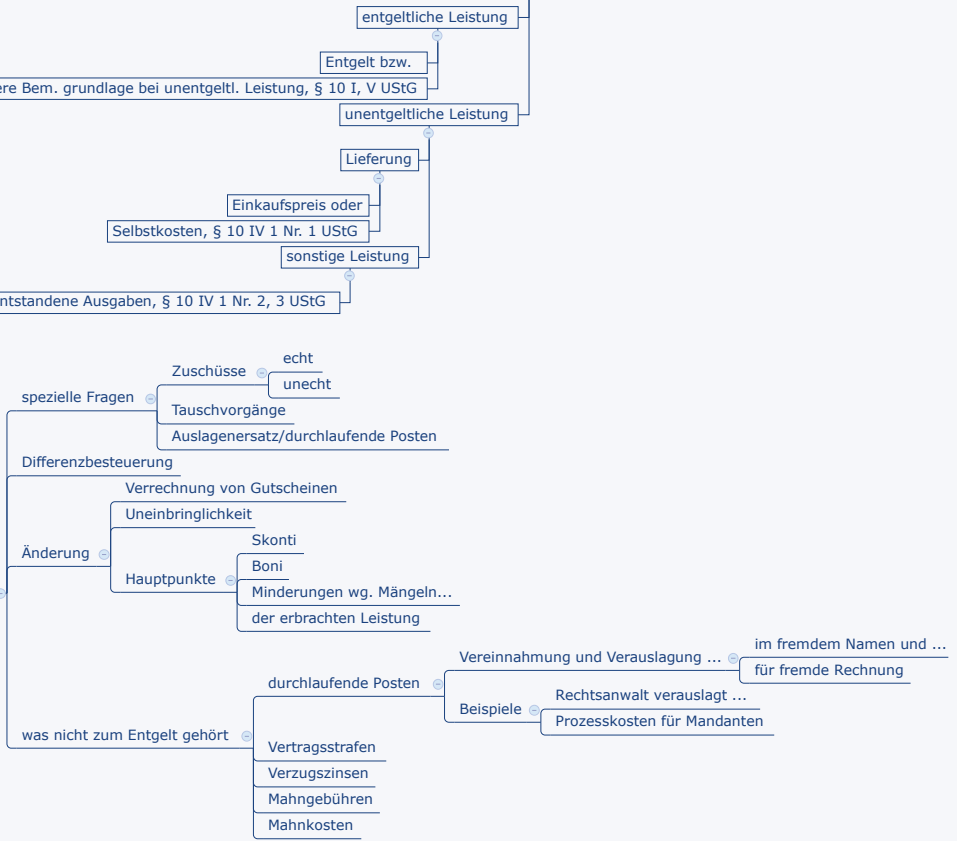 entgeltliche Leistung
Entgelt bzw.
Bem. grundlage bei unentgeltl. Leistung, § 10 I, V UStG
unentgeltliche Leistung
Lieferung
Einkaufspreis oder
Selbstkosten, § 10 IV 1 Nr. 1 UStG
sonstige Leistung
Ausgaben, § 10 IV 1 Nr. 2, 3 UStG
echt
Zuschüsse
unecht
spezielle Fragen
Tauschvorgänge
Auslagenersatz/durchlaufende Posten
Differenzbesteuerung
Verrechnung von Gutscheinen
Uneinbringlichkeit
Skonti
Änderung
Boni
Hauptpunkte
Minderungen wg. Mängeln...
der erbrachten Leistung
im fremdem Namen und ...
Vereinnahmung und Verauslagung ...
für fremde Rechnung
durchlaufende Posten
Rechtsanwalt verauslagt ...
Beispiele
Prozesskosten für Mandanten
was nicht zum Entgelt gehört
Vertragsstrafen
Verzugszinsen
Mahngebühren
Mahnkosten